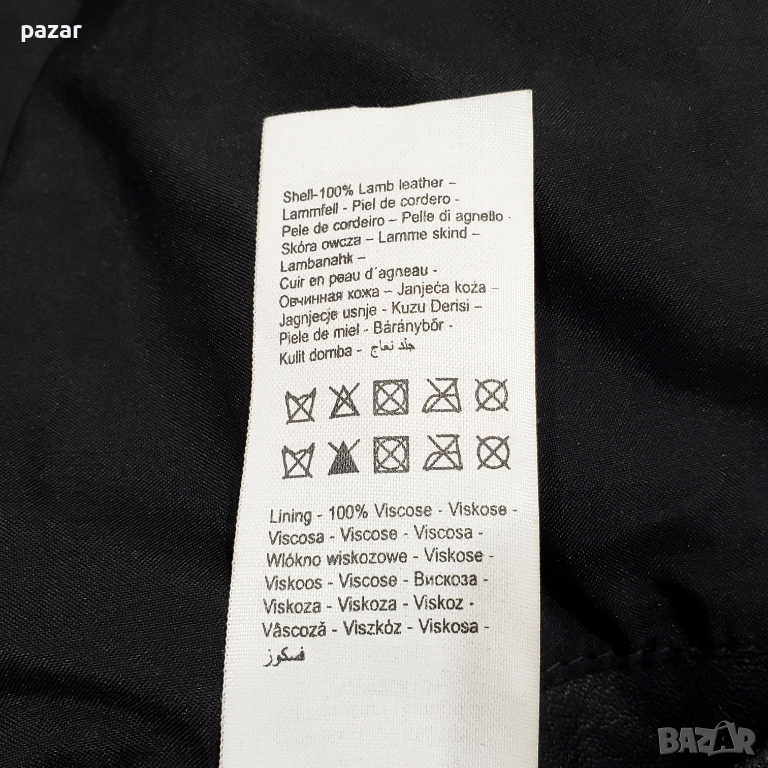 pazar
Shell-100% Lamb leather –
Lammfell - Piel de cordero -
Pele de cordeiro – Pelle di agnello -
Skóra owcza – Lamme skind –
Lambanahk –
Cuir en peau d´agneau -
Овчинная кожа – Janjeća koža –
Jagnjecje usnje - Kuzu Derisi –
Piele de miel - Báránybőr -
Kulit domba - جلد نعاج
Lining - 100% Viscose - Viskose -
Viscosa - Viscose - Viscosa -
Wlókno wiskozowe - Viskose -
Viskoos - Viscose - Вискоза -
Viskoza - Viskoza - Viskoz -
Vâscoză - Viszkóz - Viskosa -
فسكوز
BAZAR